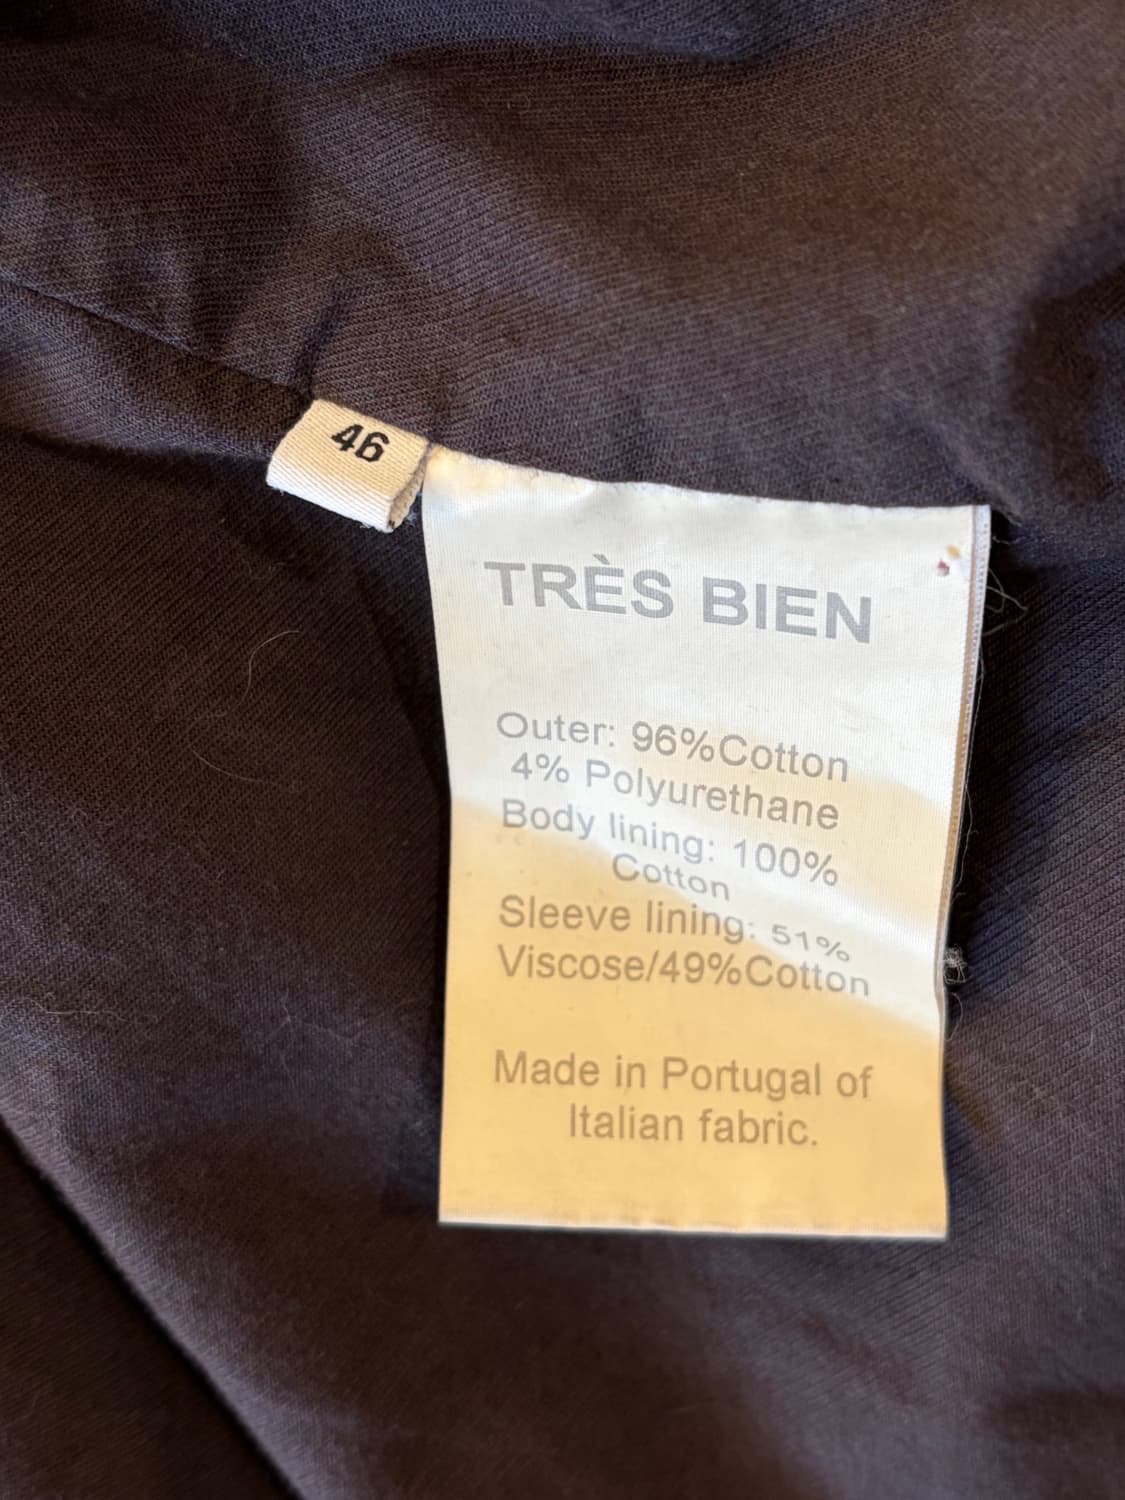 46
TRÈS BIEN
Outer: 96%Cotton
4% Polyurethane
Body lining: 100%
Cotton
Sleeve lining: 51%
Viscose/49%Cotton
Made in Portugal of
Italian fabric.